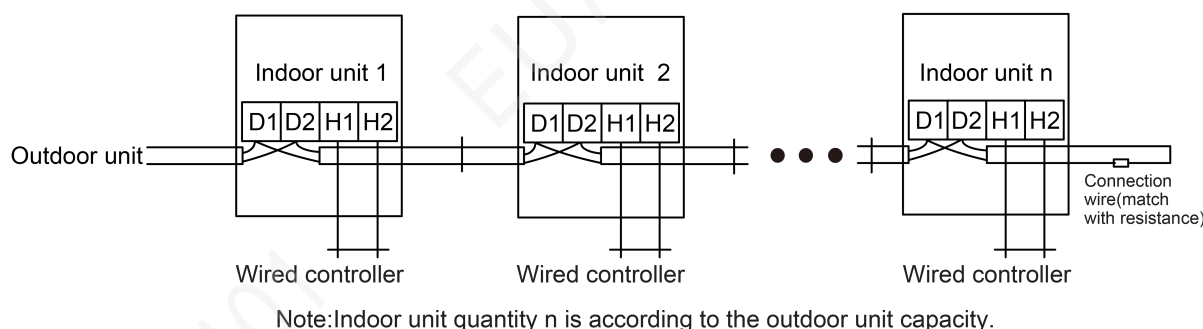 Indoor unit 1
Indoor unit 2
Indoor unit n
D1 D2 H1 H2
D1 D2 H1 H2
D1 D2 H1 H2
Outdoor unit
Connection
wire(match
with resistance)
Wired controller
Wired controller
Wired controller
Note:Indoor unit quantity n is according to the outdoor unit capacity.